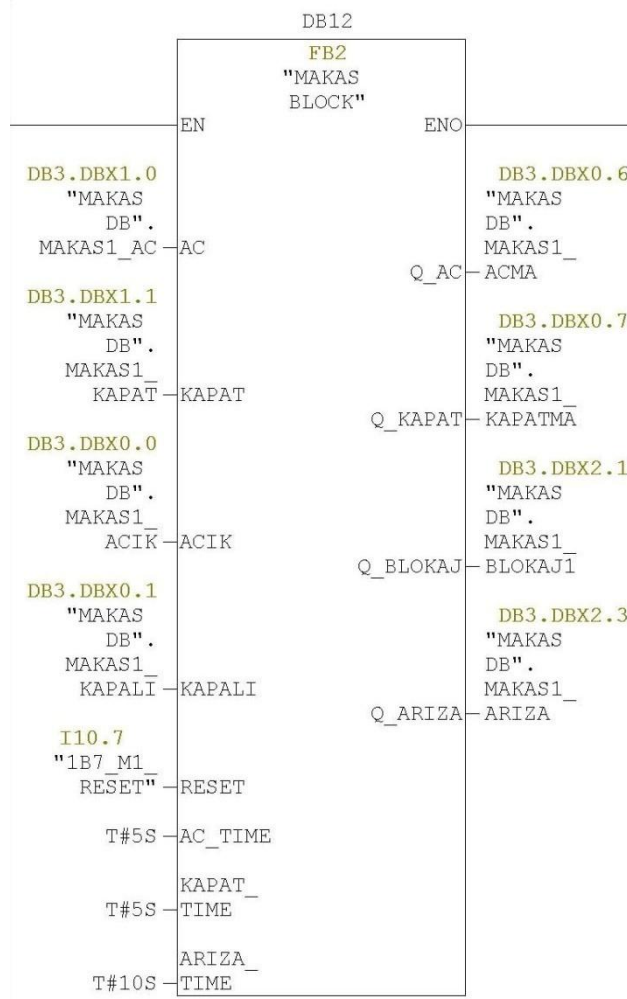 DB12
FB2
"MAKAS
BLOCK"
EN ENO
DB3.DBX1.0
"MAKAS
DB".
MAKAS1_AC AC
DB3.DBX1.1
"MAKAS
DB".
MAKAS1_
KAPAT KAPAT
DB3.DBX0.0
"MAKAS
DB".
MAKAS1_
ACIK ACIK
DB3.DBX0.1
"MAKAS
DB".
MAKAS1_
KAPALI KAPALI
I10.7
"1B7_M1_
RESET" RESET
T#5S AC_TIME
KAPAT_
T#5S TIME
ARIZA_
T#10S TIME
DB3.DBX0.6
"MAKAS
DB".
MAKAS1_
Q_AC ACMA
DB3.DBX0.7
"MAKAS
DB".
MAKAS1_
Q_KAPAT KAPATMA
DB3.DBX2.1
"MAKAS
DB".
MAKAS1_
Q_BLOKAJ BLOKAJ1
DB3.DBX2.3
"MAKAS
DB".
MAKAS1_
Q_ARIZA ARIZA